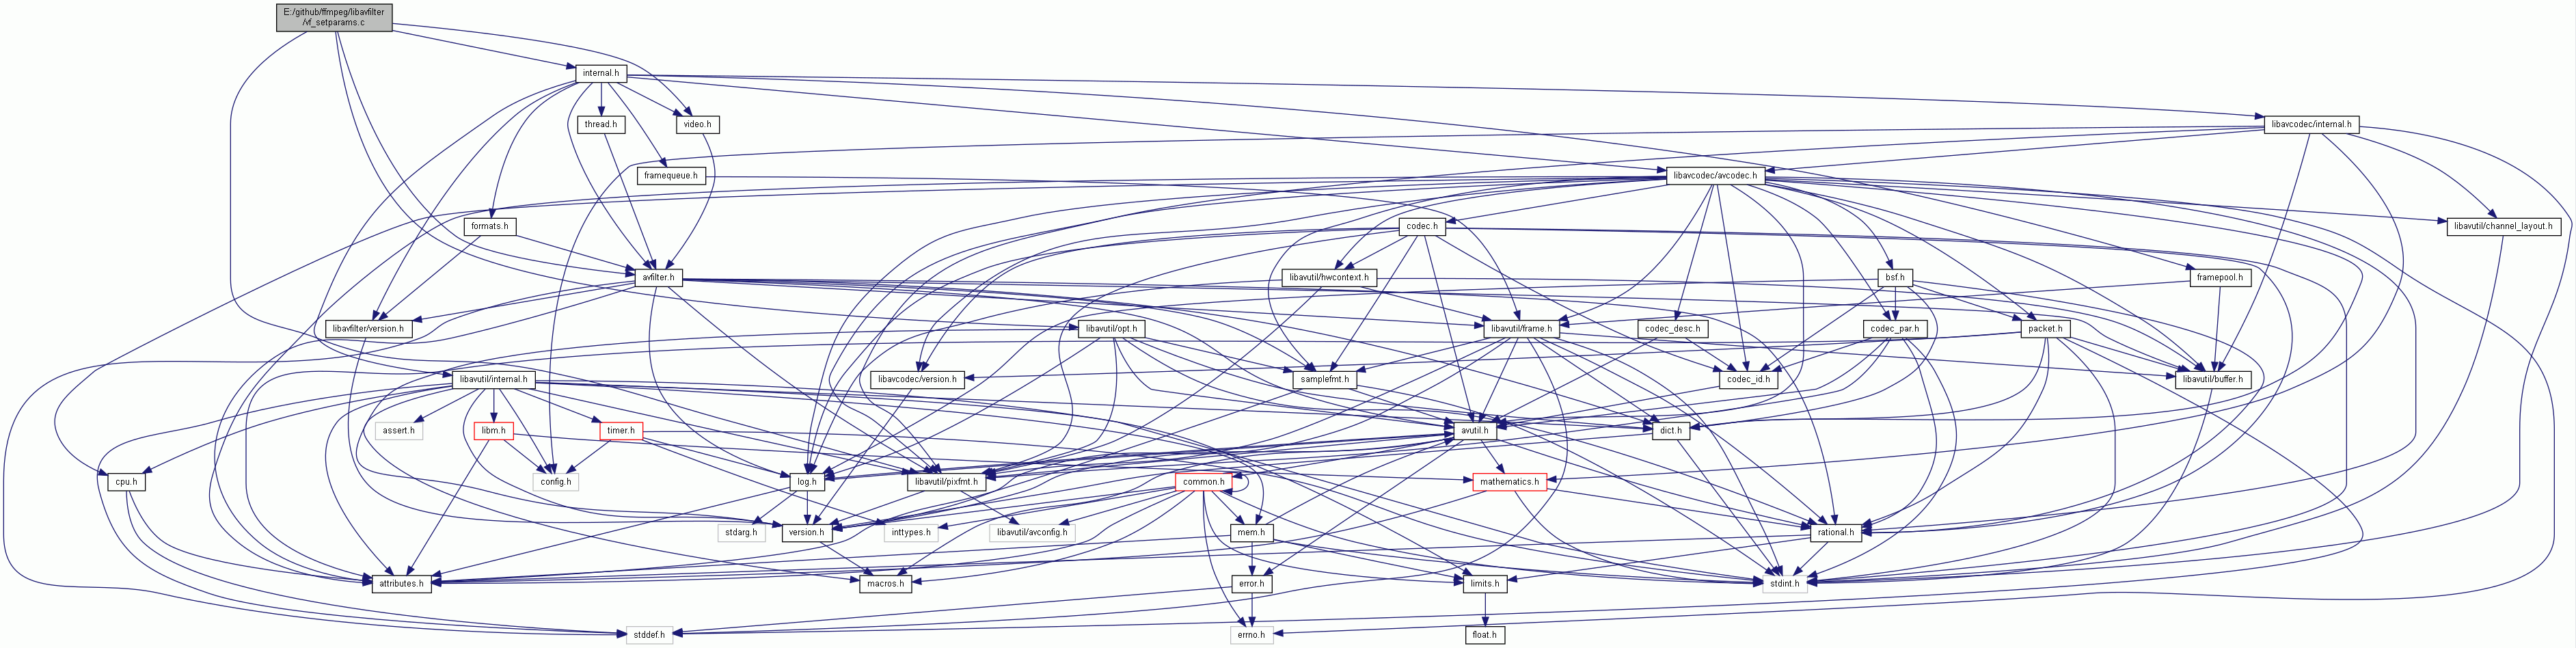 E:/github/ffmpeg/libavfilter
/vf_setparams.c
internal.h
thread.h
video.h
libavcodec/internal.h
framequeue.h
libavcodec/avcodec.h
formats.h
codec.h
libavutil/channel_layout.h
avfilter.h
libavutil/hwcontext.h
bsf.h
framepool.h
libavfilter/version.h
libavutil/opt.h
libavutil/frame.h
codec_desc.h
codec_par.h
packet.h
libavutil/internal.h
libavcodec/version.h
samplefmt.h
codec_id.h
libavutil/buffer.h
assert.h
libm.h
timer.h
avutil.h
dict.h
cpu.h
config.h
log.h
libavutil/pixfmt.h
common.h
mathematics.h
stdarg.h
version.h
inttypes.h
libavutil/avconfig.h
mem.h
rational.h
attributes.h
macros.h
error.h
limits.h
stdint.h
stddef.h
errno.h
float.h